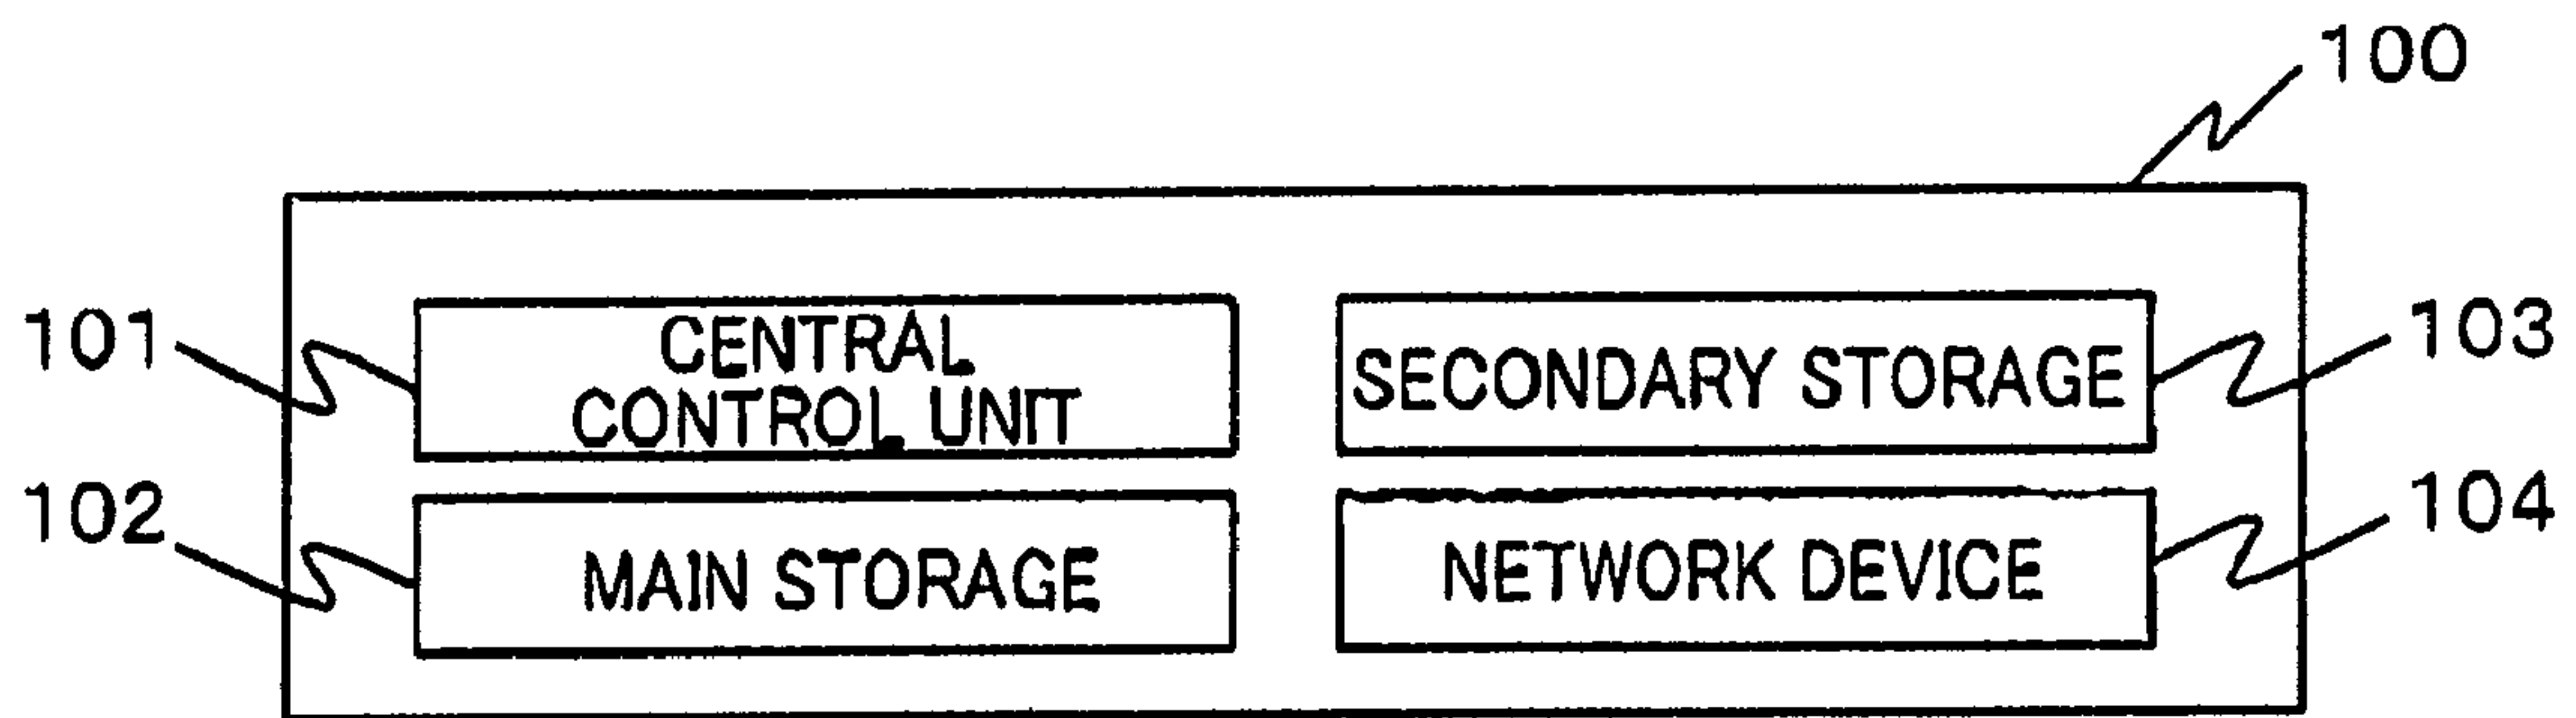 100
101
CENTRAL
CONTROL UNIT
SECONDARY STORAGE
103
102
MAIN STORAGE
NETWORK DEVICE
104